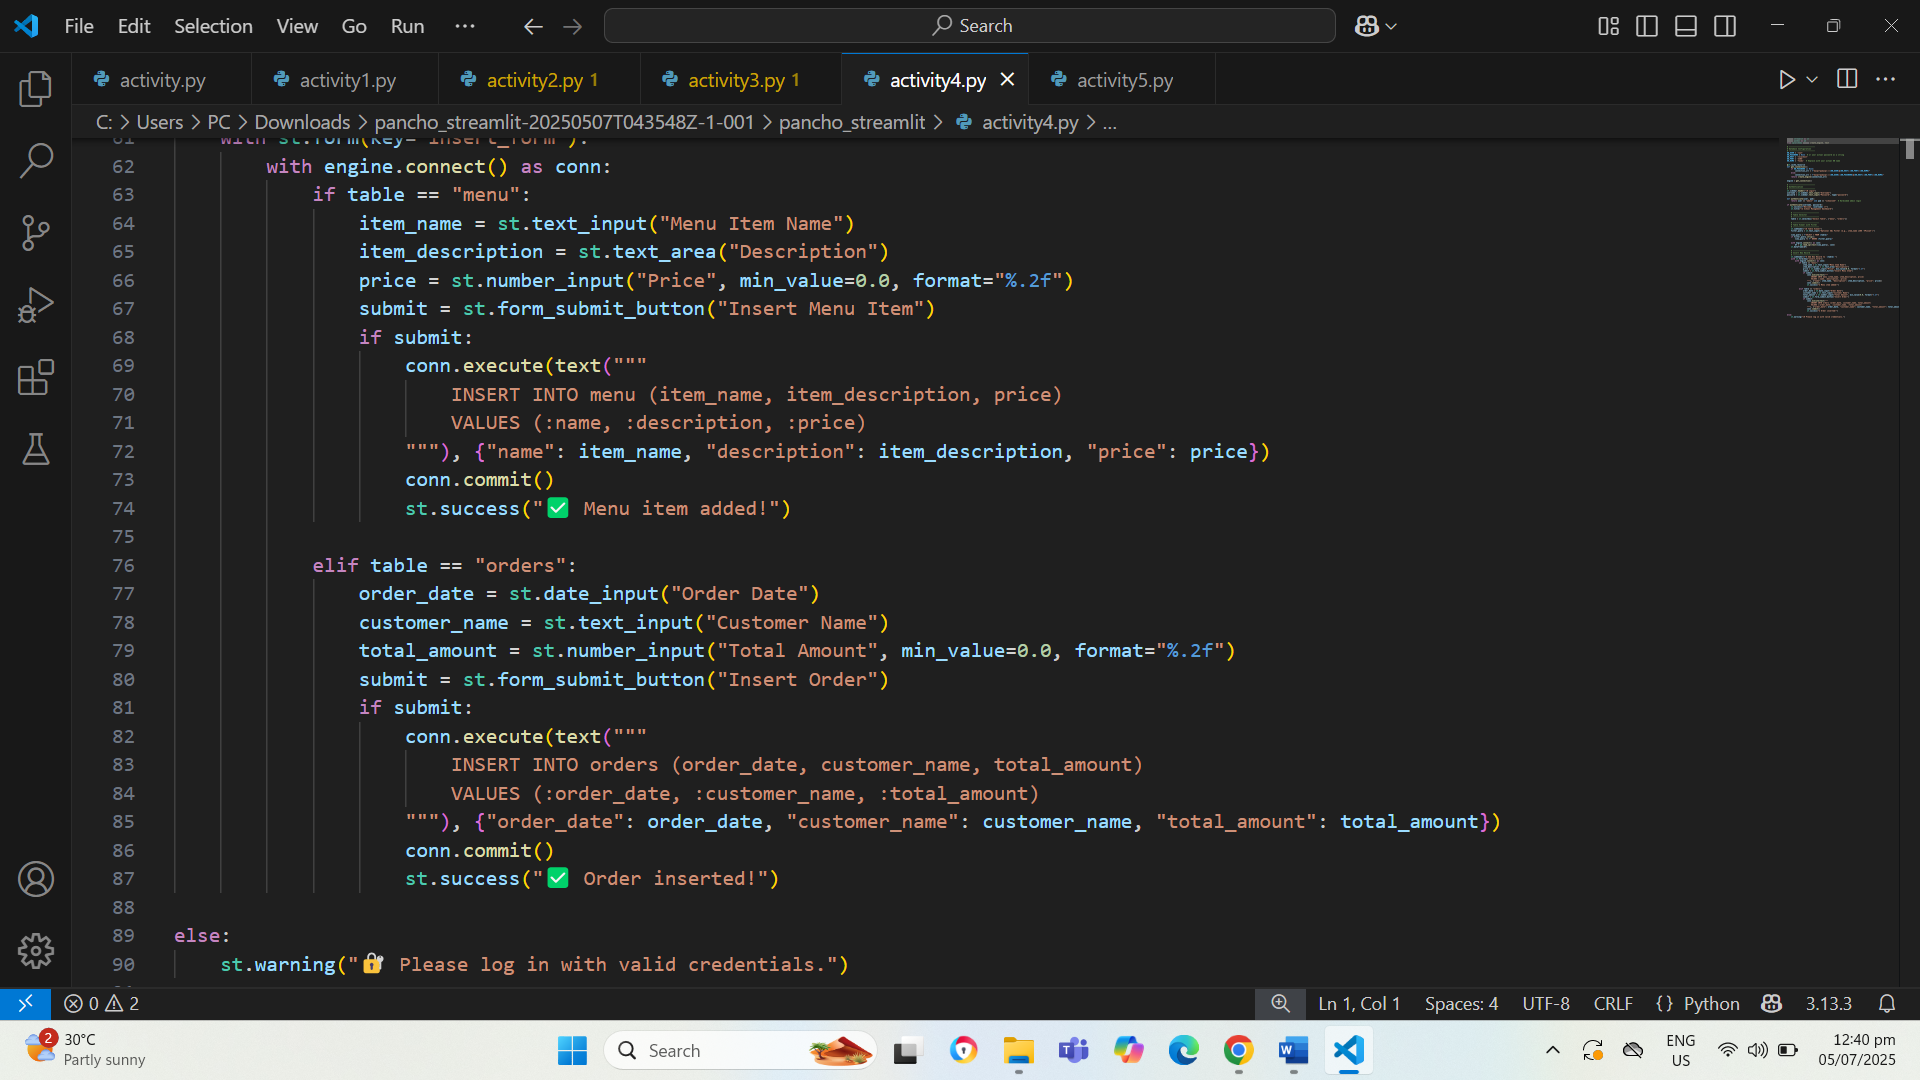 File Edit Selection View Go Run ··· Search
activity.py activity1.py activity2.py 1 activity3.py 1 activity4.py activity5.py
C: > Users > PC > Downloads > pancho_streamlit-20250507T043548Z-1-001 > pancho_streamlit > activity4.py > ...
61 with st.form(key="insert_form"):
62 with engine.connect() as conn:
63 if table == "menu":
64 item_name = st.text_input("Menu Item Name")
65 item_description = st.text_area("Description")
66 price = st.number_input("Price", min_value=0.0, format="%.2f")
67 submit = st.form_submit_button("Insert Menu Item")
68 if submit:
69 conn.execute(text("""
70 INSERT INTO menu (item_name, item_description, price)
71 VALUES (:name, :description, :price)
72 """), {"name": item_name, "description": item_description, "price": price})
73 conn.commit()
74 st.success("✅ Menu item added!")
75
76 elif table == "orders":
77 order_date = st.date_input("Order Date")
78 customer_name = st.text_input("Customer Name")
79 total_amount = st.number_input("Total Amount", min_value=0.0, format="%.2f")
80 submit = st.form_submit_button("Insert Order")
81 if submit:
82 conn.execute(text("""
83 INSERT INTO orders (order_date, customer_name, total_amount)
84 VALUES (:order_date, :customer_name, :total_amount)
85 """), {"order_date": order_date, "customer_name": customer_name, "total_amount": total_amount})
86 conn.commit()
87 st.success("✅ Order inserted!")
88
89 else:
90 st.warning("🔐 Please log in with valid credentials.")
0 2 Ln 1, Col 1 Spaces: 4 UTF-8 CRLF {} Python 3.13.3
2 30°C
Partly sunny
Search
ENG
US
12:40 pm
05/07/2025